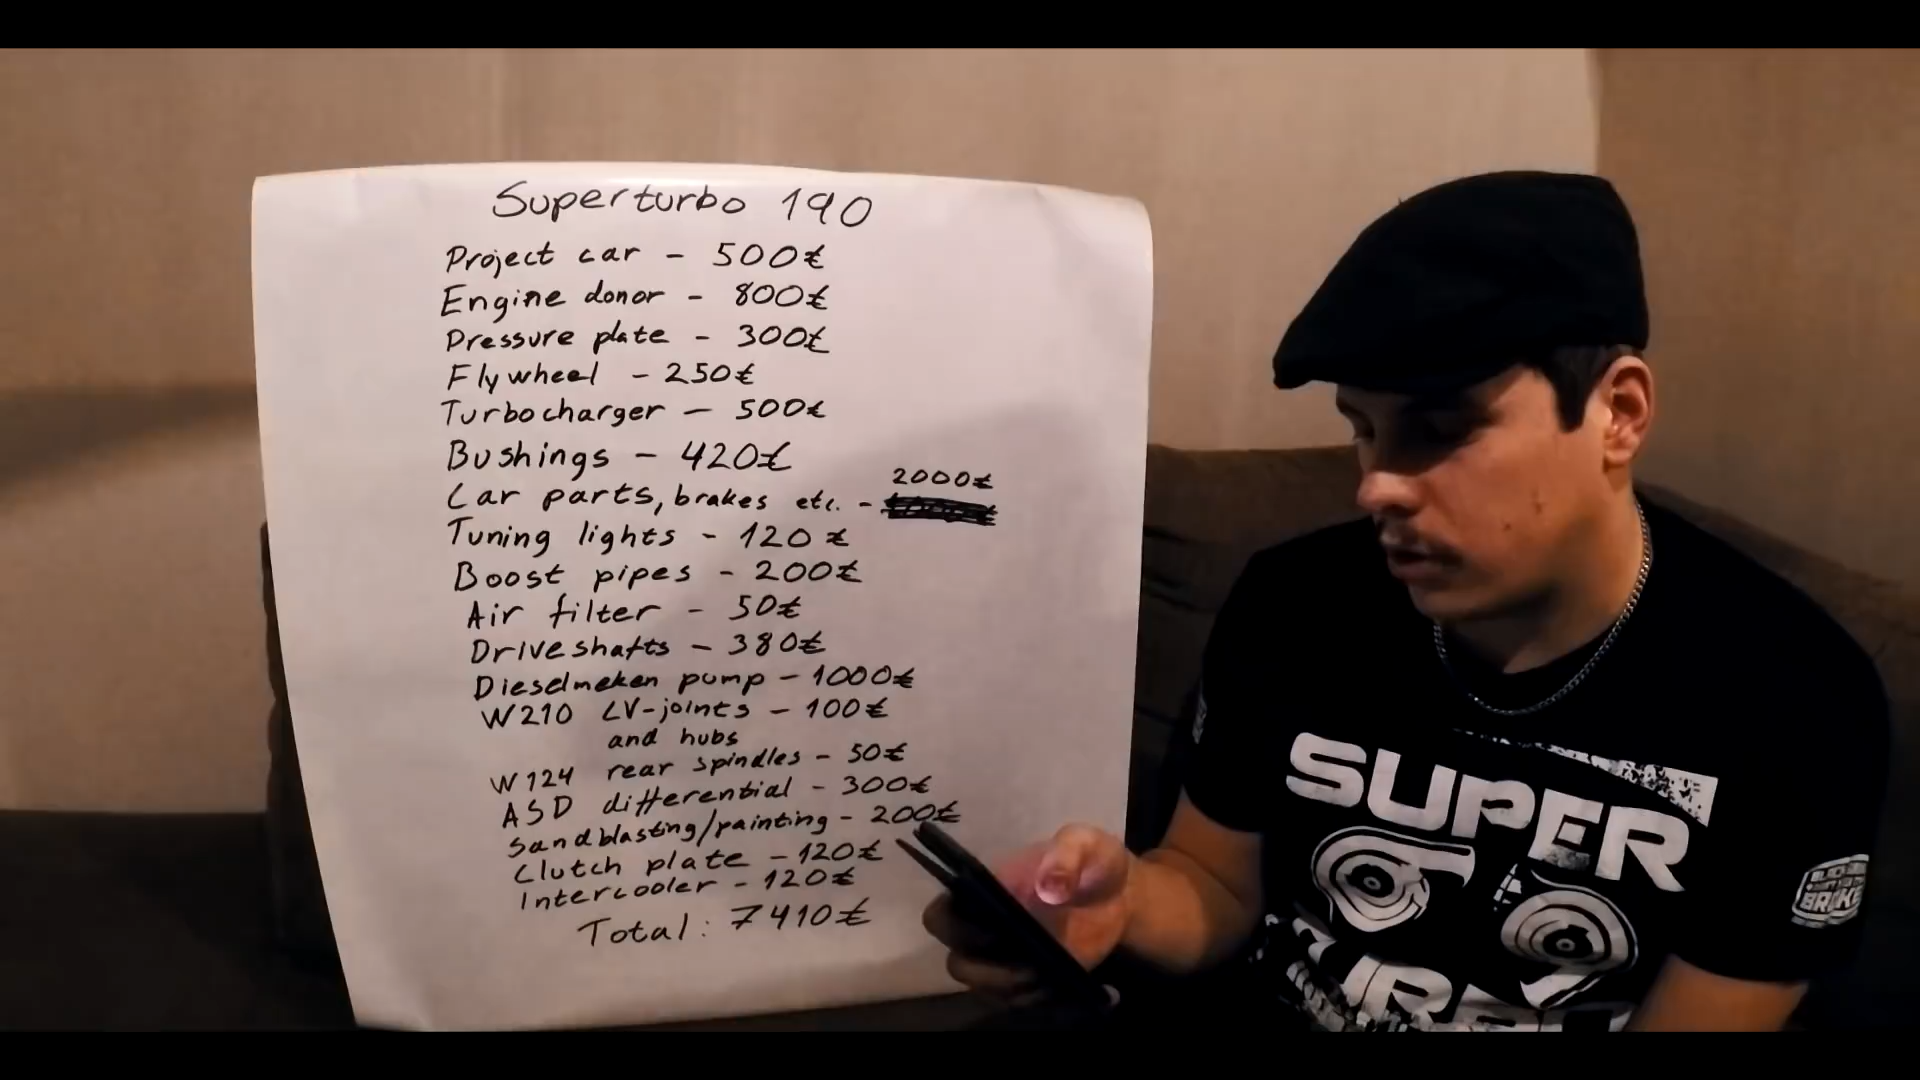 Superturbo 190
Project car - 500€
Engine donor - 800€
Pressure plate - 300€
Flywheel - 250€
Turbocharger - 500€
Bushings - 420€
2000€
Car parts, brakes etc. -
Tuning lights - 120€
Boost pipes - 200€
Air filter - 50€
Driveshafts - 380€
Dieselmeken pump - 1000€
W210 CV-joints - 100€
and hubs
W124 rear spindles - 50€
ASD differential - 300€
Sandblasting/painting - 200€
Clutch plate - 120€
Intercooler - 120€
Total: 7410€
SUPER